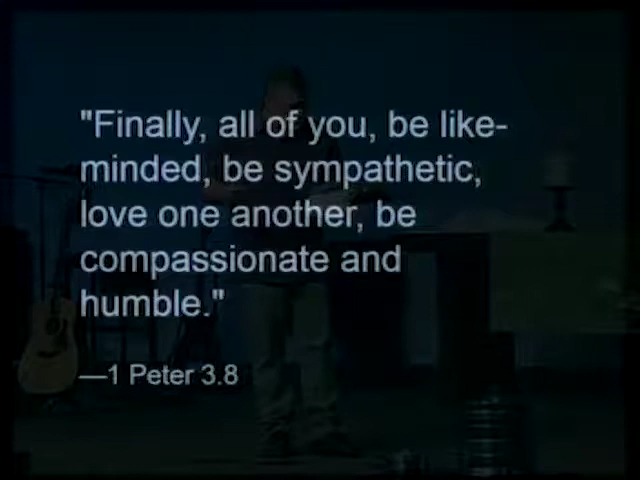 "Finally, all of you, be like-
minded, be sympathetic,
love one another, be
compassionate and
humble."
—1 Peter 3.8